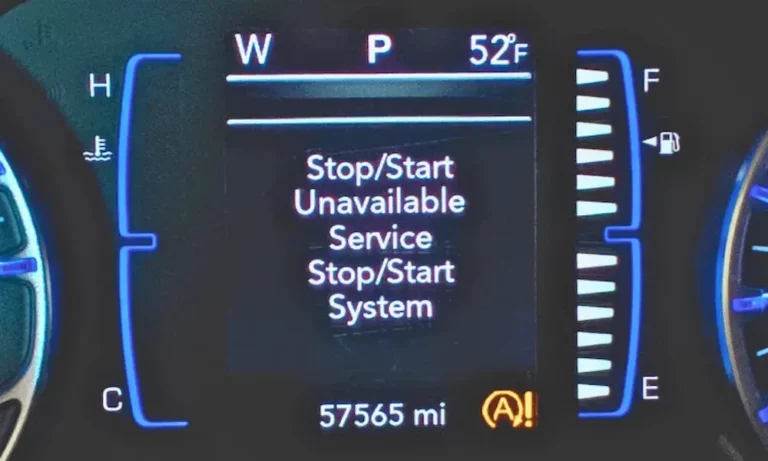 W P 52°F
H F
Stop/Start
Unavailable
Service
Stop/Start
System
C E
57565 mi A!